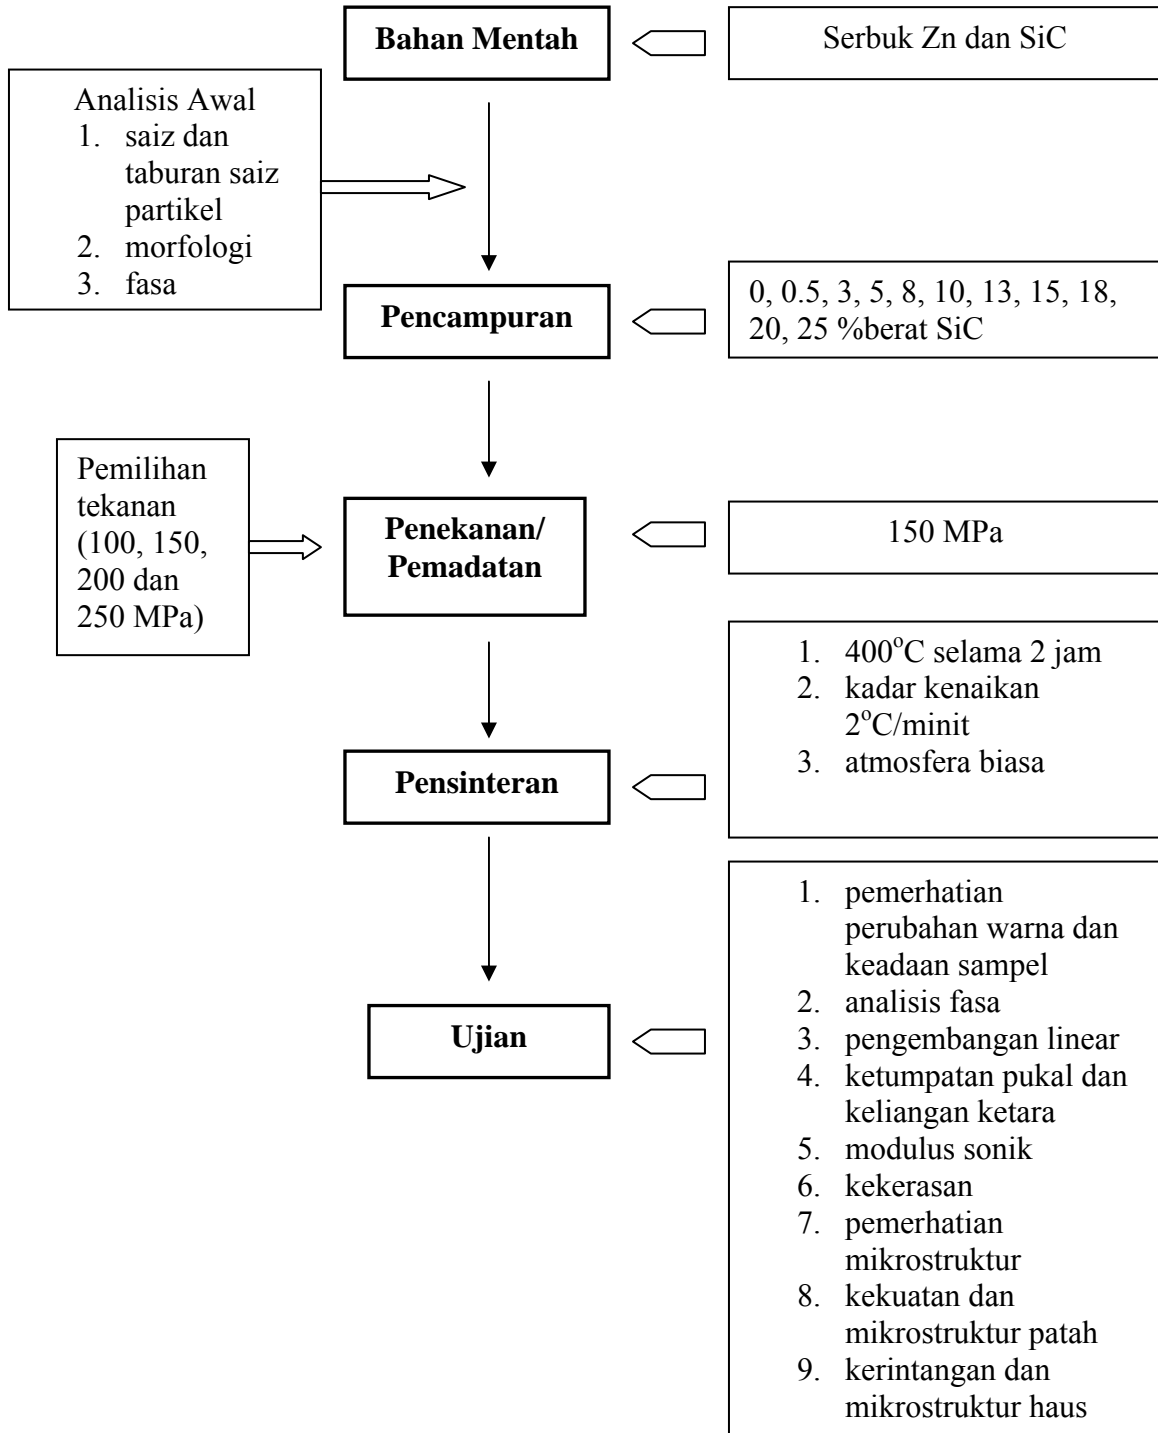 Bahan Mentah
Serbuk Zn dan SiC
Analisis Awal
1. saiz dan
taburan saiz
partikel
2. morfologi
3. fasa
Pencampuran
0, 0.5, 3, 5, 8, 10, 13, 15, 18,
20, 25 %berat SiC
Pemilihan
tekanan
(100, 150,
200 dan
250 MPa)
Penekanan/
Pemadatan
150 MPa
1. 400°C selama 2 jam
2. kadar kenaikan
2°C/minit
3. atmosfera biasa
Pensinteran
1. pemerhatian
perubahan warna dan
keadaan sampel
2. analisis fasa
3. pengembangan linear
4. ketumpatan pukal dan
keliangan ketara
5. modulus sonik
6. kekerasan
7. pemerhatian
mikrostruktur
8. kekuatan dan
mikrostruktur patah
9. kerintangan dan
mikrostruktur haus
Ujian